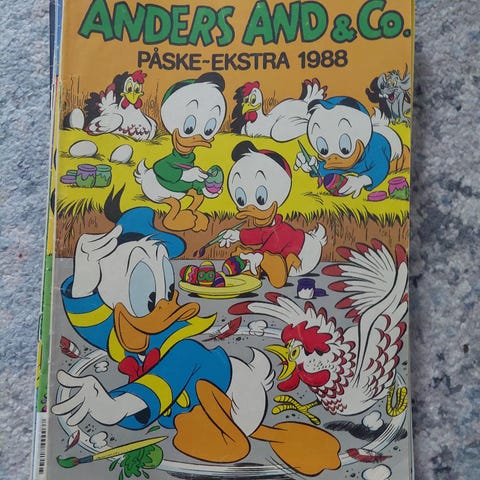 ANDERS AND & Co.
PÅSKE-EKSTRA 1988